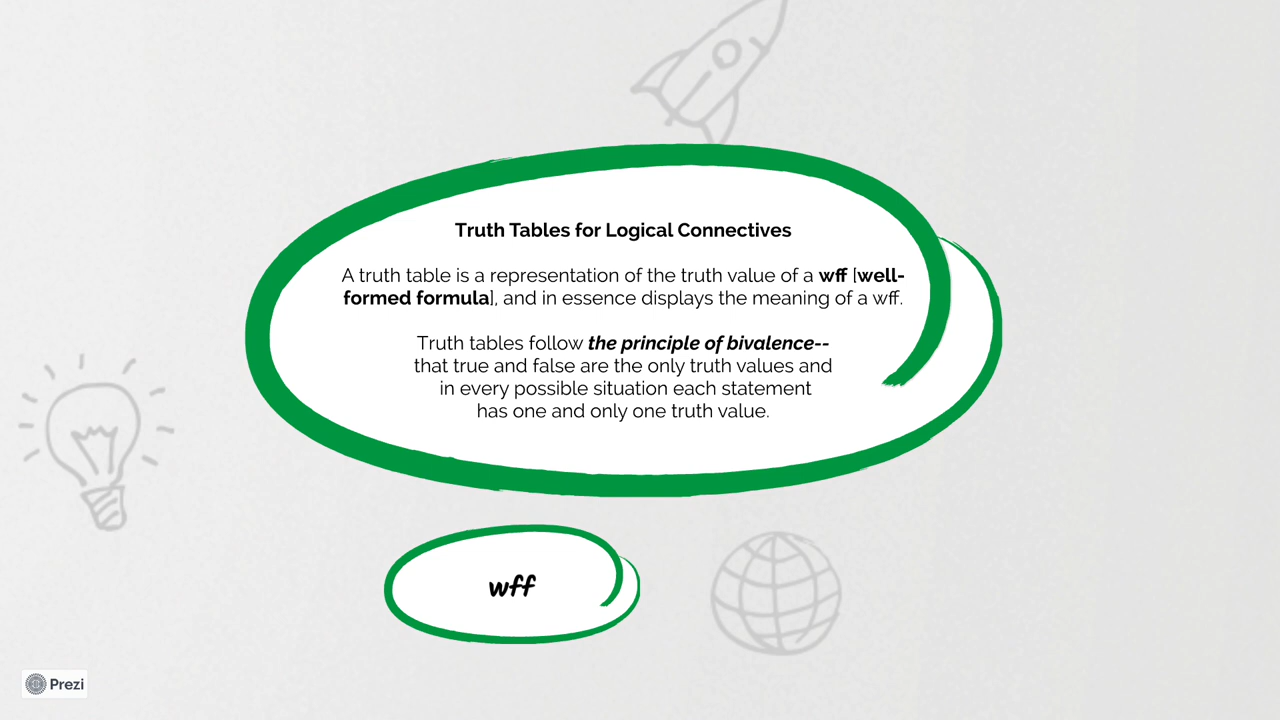 Truth Tables for Logical Connectives
A truth table is a representation of the truth value of a wff [well-
formed formula], and in essence displays the meaning of a wff.
Truth tables follow the principle of bivalence--
that true and false are the only truth values and
in every possible situation each statement
has one and only one truth value.
wff
Prezi